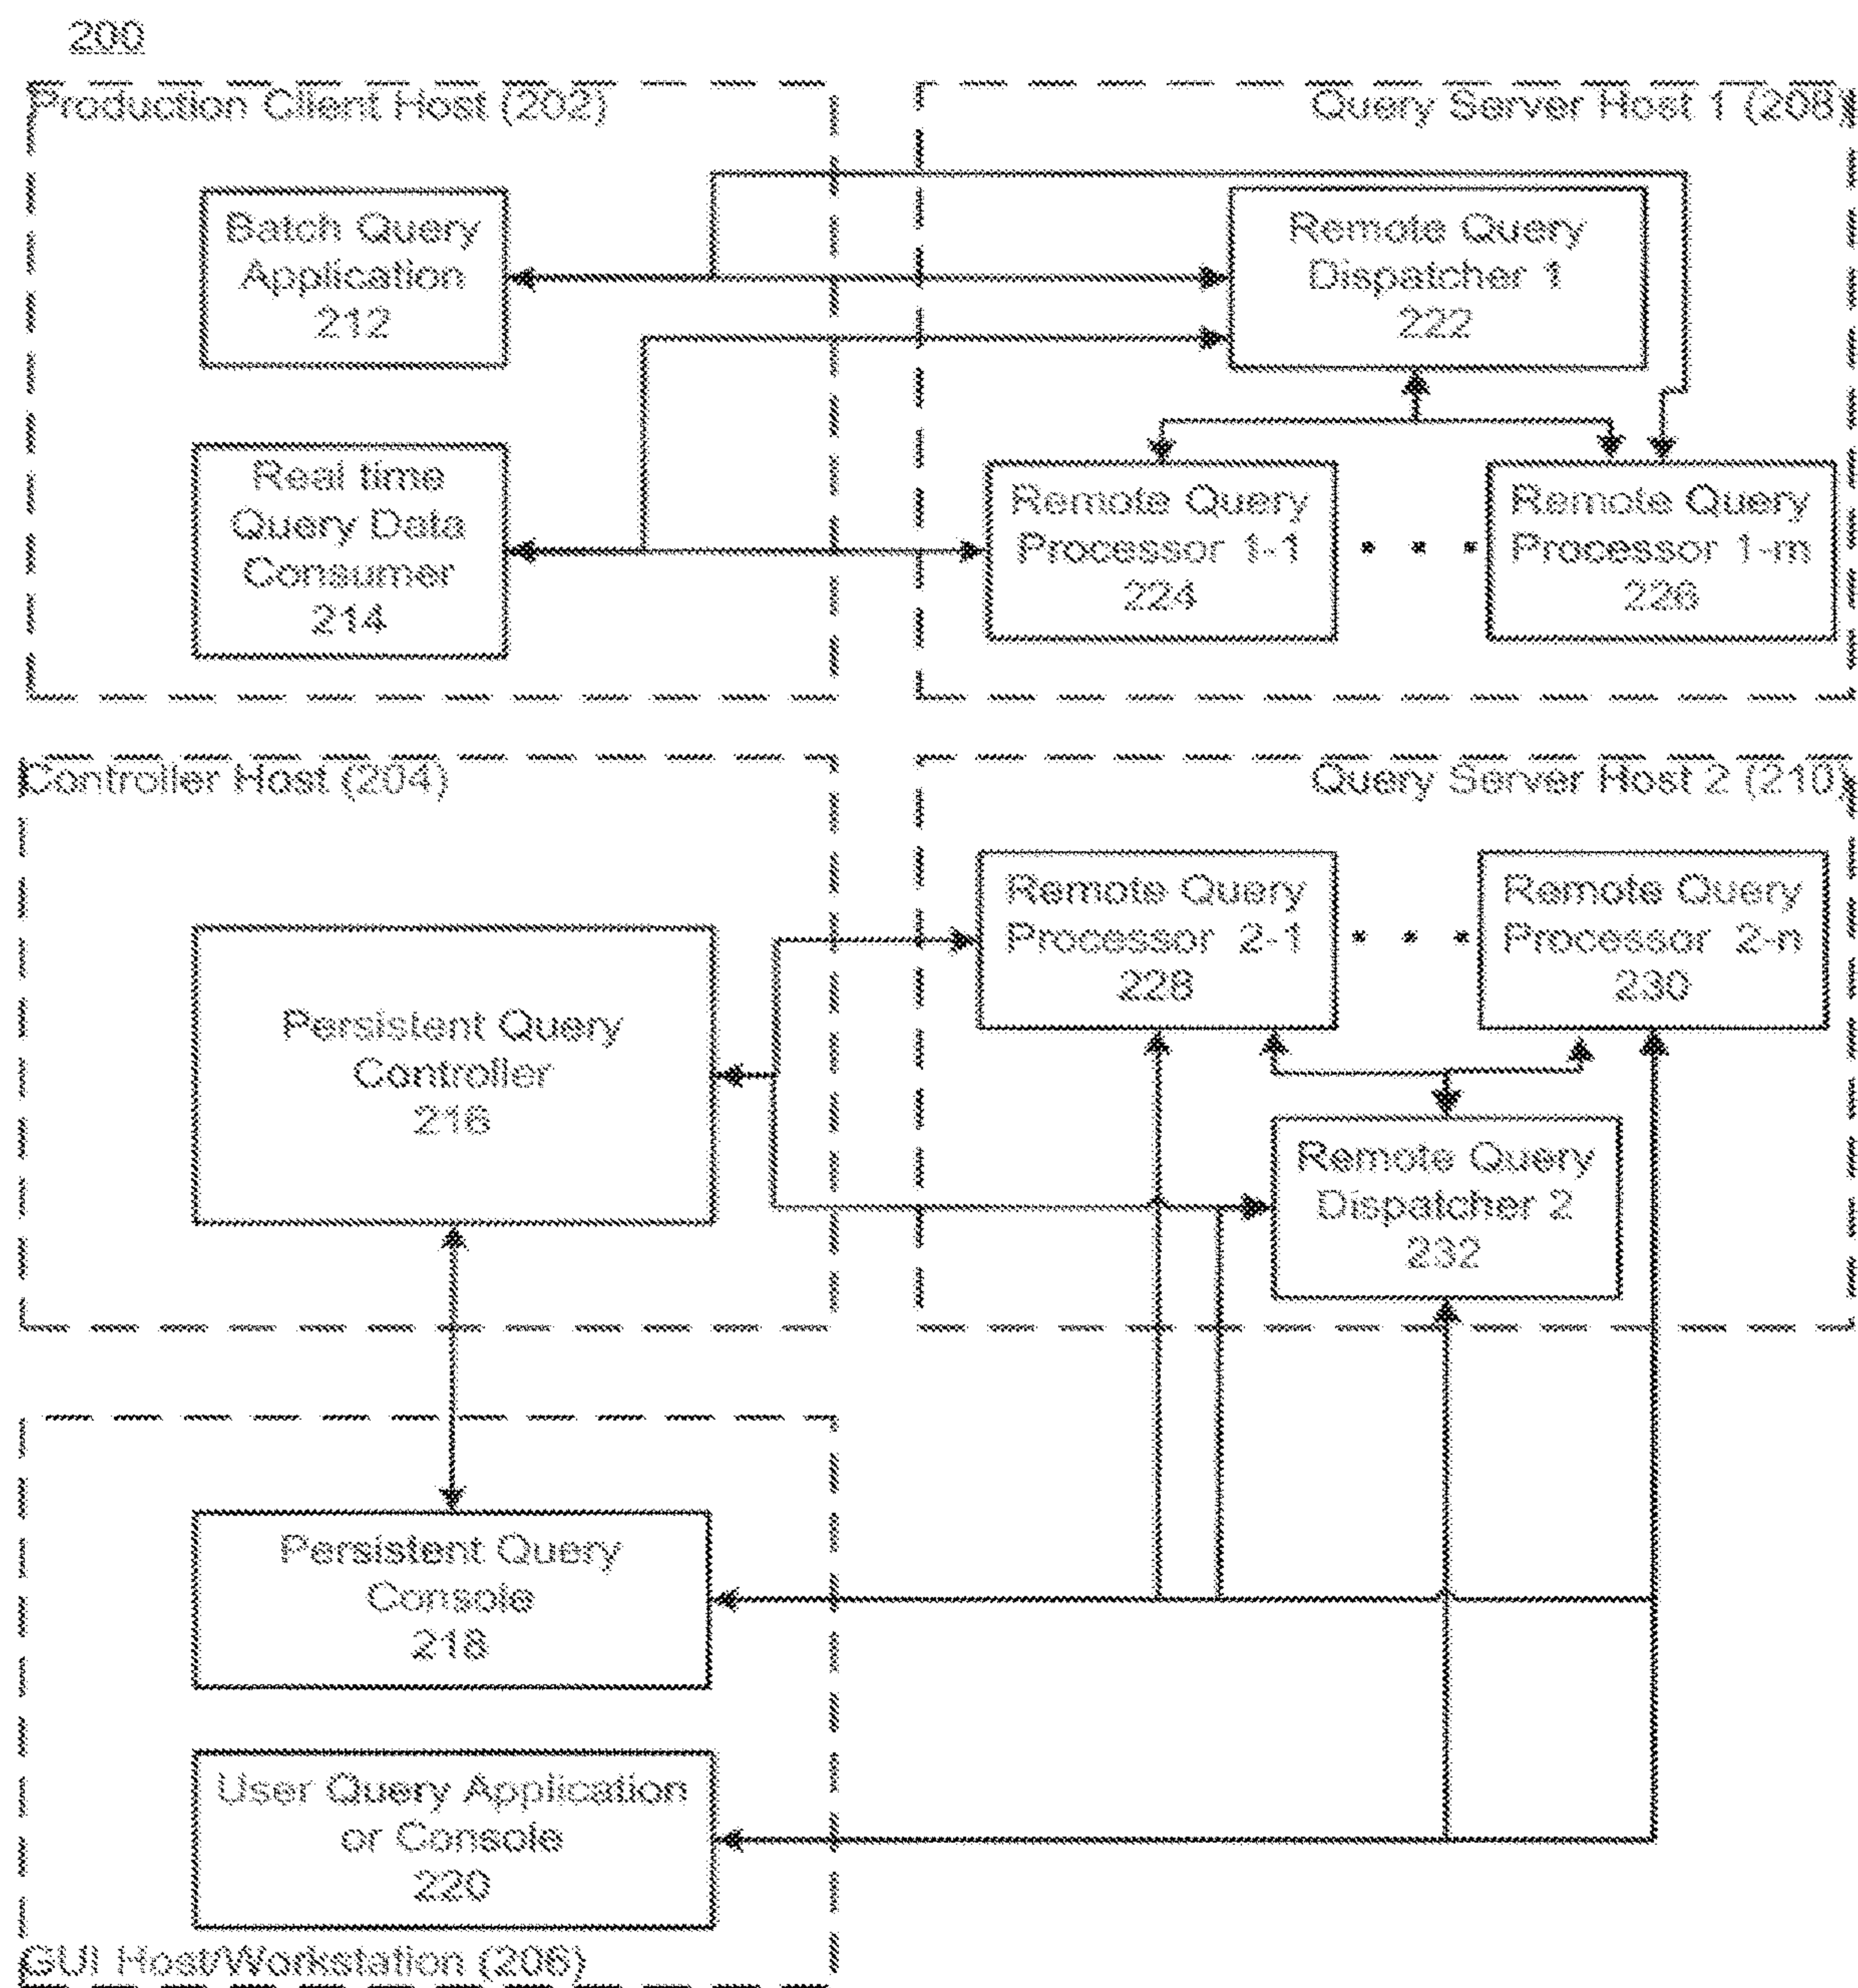 200
Production Client Host (202)
Query Server Host 1 (208)
Batch Query
Application
212
Remote Query
Dispatcher 1
222
Real time
Query Data
Consumer
214
Remote Query
Processor 1-1
224
Remote Query
Processor 1-m
226
Controller Host (204)
Query Server Host 2 (210)
Remote Query
Processor 2-1
228
Remote Query
Processor 2-n
230
Persistent Query
Controller
216
Remote Query
Dispatcher 2
232
Persistent Query
Console
218
User Query Application
or Console
220
GUI Host/Workstation (206)